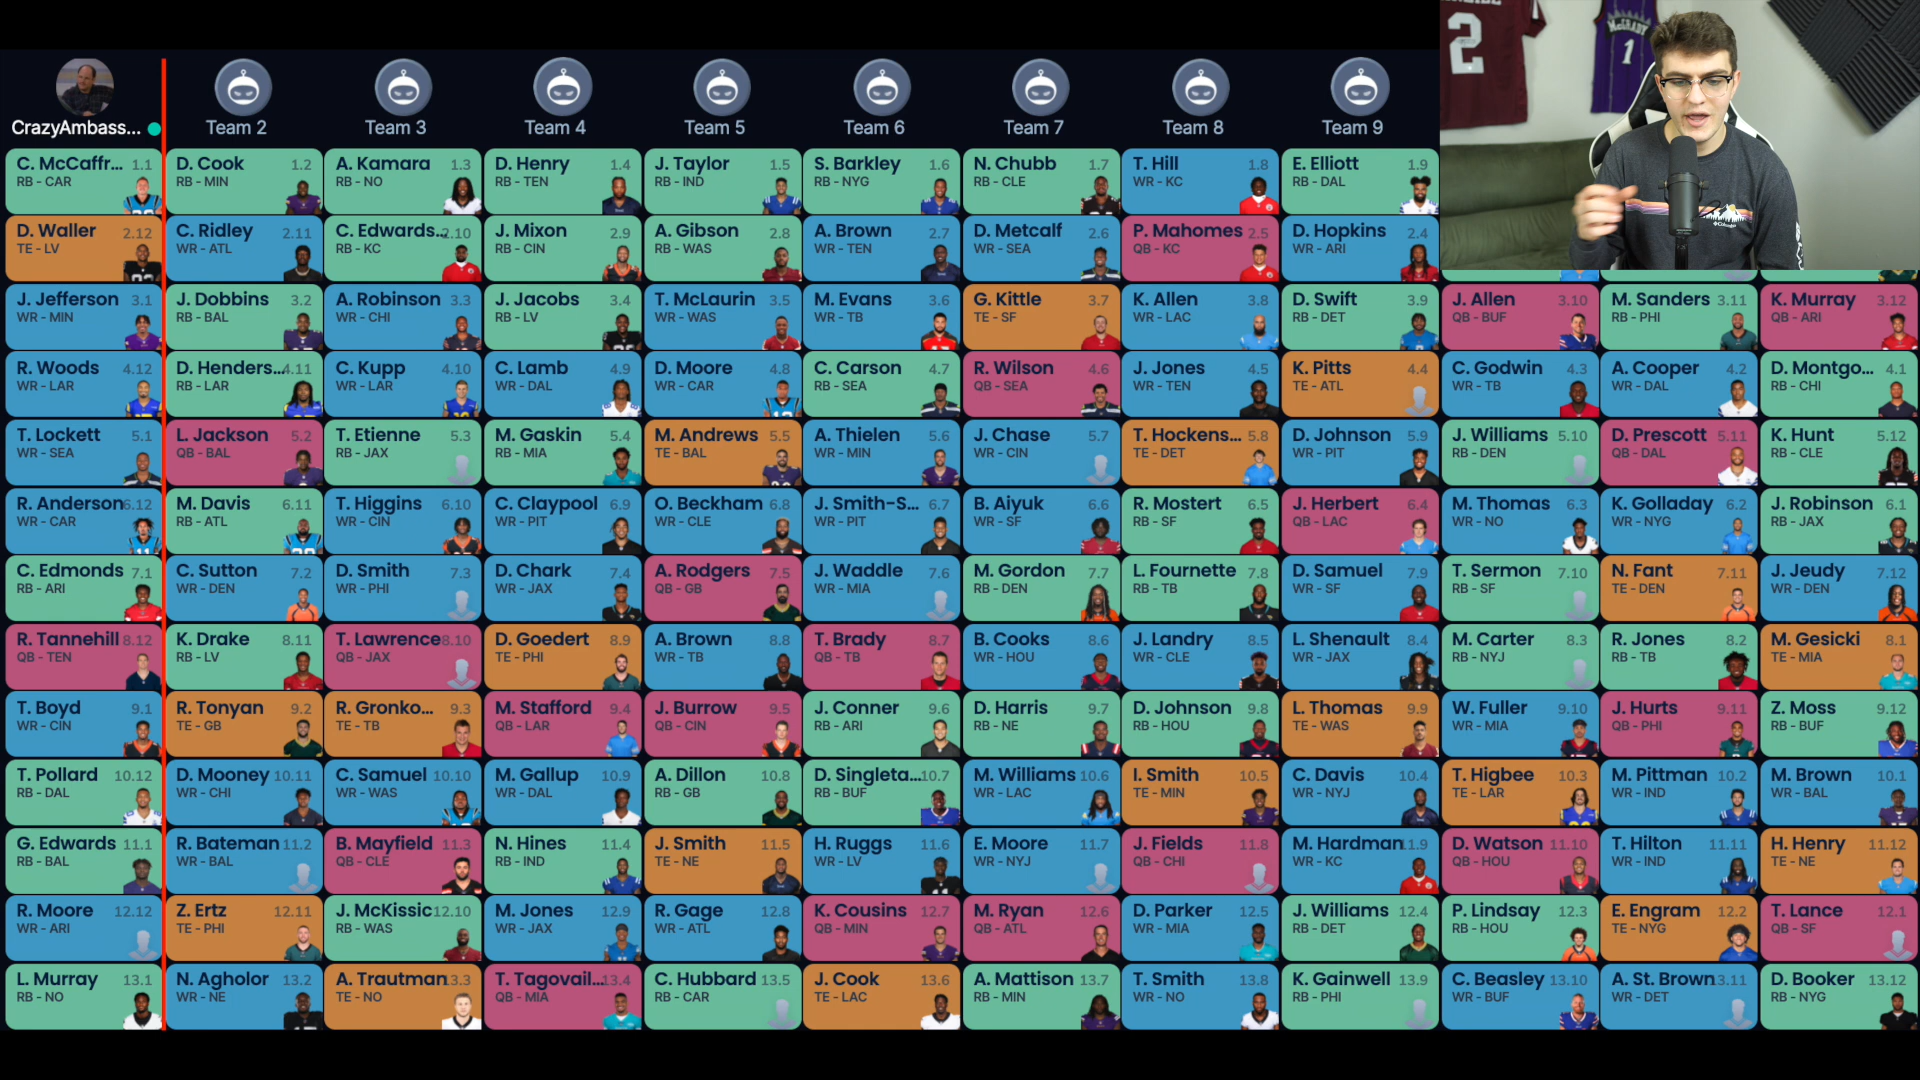 2
McGRADY
1
Columbia
CrazyAmbass...
Team 2
Team 3
Team 4
Team 5
Team 6
Team 7
Team 8
Team 9
C. McCaffr... 1.1
RB - CAR
D. Cook 1.2
RB - MIN
A. Kamara 1.3
RB - NO
D. Henry 1.4
RB - TEN
J. Taylor 1.5
RB - IND
S. Barkley 1.6
RB - NYG
N. Chubb 1.7
RB - CLE
T. Hill 1.8
WR - KC
E. Elliott 1.9
RB - DAL
D. Waller 2.12
TE - LV
C. Ridley 2.11
WR - ATL
C. Edwards... 2.10
RB - KC
J. Mixon 2.9
RB - CIN
A. Gibson 2.8
RB - WAS
A. Brown 2.7
WR - TEN
D. Metcalf 2.6
WR - SEA
P. Mahomes 2.5
QB - KC
D. Hopkins 2.4
WR - ARI
J. Jefferson 3.1
WR - MIN
J. Dobbins 3.2
RB - BAL
A. Robinson 3.3
WR - CHI
J. Jacobs 3.4
RB - LV
T. McLaurin 3.5
WR - WAS
M. Evans 3.6
WR - TB
G. Kittle 3.7
TE - SF
K. Allen 3.8
WR - LAC
D. Swift 3.9
RB - DET
J. Allen 3.10
QB - BUF
M. Sanders 3.11
RB - PHI
K. Murray 3.12
QB - ARI
R. Woods 4.12
WR - LAR
D. Henders... 4.11
RB - LAR
C. Kupp 4.10
WR - LAR
C. Lamb 4.9
WR - DAL
D. Moore 4.8
WR - CAR
C. Carson 4.7
RB - SEA
R. Wilson 4.6
QB - SEA
J. Jones 4.5
WR - TEN
K. Pitts 4.4
TE - ATL
C. Godwin 4.3
WR - TB
A. Cooper 4.2
WR - DAL
D. Montgo... 4.1
RB - CHI
T. Lockett 5.1
WR - SEA
L. Jackson 5.2
QB - BAL
T. Etienne 5.3
RB - JAX
M. Gaskin 5.4
RB - MIA
M. Andrews 5.5
TE - BAL
A. Thielen 5.6
WR - MIN
J. Chase 5.7
WR - CIN
T. Hockens... 5.8
TE - DET
D. Johnson 5.9
WR - PIT
J. Williams 5.10
RB - DEN
D. Prescott 5.11
QB - DAL
K. Hunt 5.12
RB - CLE
R. Anderson 6.12
WR - CAR
M. Davis 6.11
RB - ATL
T. Higgins 6.10
WR - CIN
C. Claypool 6.9
WR - PIT
O. Beckham 6.8
WR - CLE
J. Smith-S... 6.7
WR - PIT
B. Aiyuk 6.6
WR - SF
R. Mostert 6.5
RB - SF
J. Herbert 6.4
QB - LAC
M. Thomas 6.3
WR - NO
K. Golladay 6.2
WR - NYG
J. Robinson 6.1
RB - JAX
C. Edmonds 7.1
RB - ARI
C. Sutton 7.2
WR - DEN
D. Smith 7.3
WR - PHI
D. Chark 7.4
WR - JAX
A. Rodgers 7.5
QB - GB
J. Waddle 7.6
WR - MIA
M. Gordon 7.7
RB - DEN
L. Fournette 7.8
RB - TB
D. Samuel 7.9
WR - SF
T. Sermon 7.10
RB - SF
N. Fant 7.11
TE - DEN
J. Jeudy 7.12
WR - DEN
R. Tannehill 8.12
QB - TEN
K. Drake 8.11
RB - LV
T. Lawrence 8.10
QB - JAX
D. Goedert 8.9
TE - PHI
A. Brown 8.8
WR - TB
T. Brady 8.7
QB - TB
B. Cooks 8.6
WR - HOU
J. Landry 8.5
WR - CLE
L. Shenault 8.4
WR - JAX
M. Carter 8.3
RB - NYJ
R. Jones 8.2
RB - TB
M. Gesicki 8.1
TE - MIA
T. Boyd 9.1
WR - CIN
R. Tonyan 9.2
TE - GB
R. Gronko... 9.3
TE - TB
M. Stafford 9.4
QB - LAR
J. Burrow 9.5
QB - CIN
J. Conner 9.6
RB - ARI
D. Harris 9.7
RB - NE
D. Johnson 9.8
RB - HOU
L. Thomas 9.9
TE - WAS
W. Fuller 9.10
WR - MIA
J. Hurts 9.11
QB - PHI
Z. Moss 9.12
RB - BUF
T. Pollard 10.12
RB - DAL
D. Mooney 10.11
WR - CHI
C. Samuel 10.10
WR - WAS
M. Gallup 10.9
WR - DAL
A. Dillon 10.8
RB - GB
D. Singleta... 10.7
RB - BUF
M. Williams 10.6
WR - LAC
I. Smith 10.5
TE - MIN
C. Davis 10.4
WR - NYJ
T. Higbee 10.3
TE - LAR
M. Pittman 10.2
WR - IND
M. Brown 10.1
WR - BAL
G. Edwards 11.1
RB - BAL
R. Bateman 11.2
WR - BAL
B. Mayfield 11.3
QB - CLE
N. Hines 11.4
RB - IND
J. Smith 11.5
TE - NE
H. Ruggs 11.6
WR - LV
E. Moore 11.7
WR - NYJ
J. Fields 11.8
QB - CHI
M. Hardman 11.9
WR - KC
D. Watson 11.10
QB - HOU
T. Hilton 11.11
WR - IND
H. Henry 11.12
TE - NE
R. Moore 12.12
WR - ARI
Z. Ertz 12.11
TE - PHI
J. McKissic 12.10
RB - WAS
M. Jones 12.9
WR - JAX
R. Gage 12.8
WR - ATL
K. Cousins 12.7
QB - MIN
M. Ryan 12.6
QB - ATL
D. Parker 12.5
WR - MIA
J. Williams 12.4
RB - DET
P. Lindsay 12.3
RB - HOU
E. Engram 12.2
TE - NYG
T. Lance 12.1
QB - SF
L. Murray 13.1
RB - NO
N. Agholor 13.2
WR - NE
A. Trautman 13.3
TE - NO
T. Tagovail... 13.4
QB - MIA
C. Hubbard 13.5
RB - CAR
J. Cook 13.6
TE - LAC
A. Mattison 13.7
RB - MIN
T. Smith 13.8
WR - NO
K. Gainwell 13.9
RB - PHI
C. Beasley 13.10
WR - BUF
A. St. Brown 13.11
WR - DET
D. Booker 13.12
RB - NYG